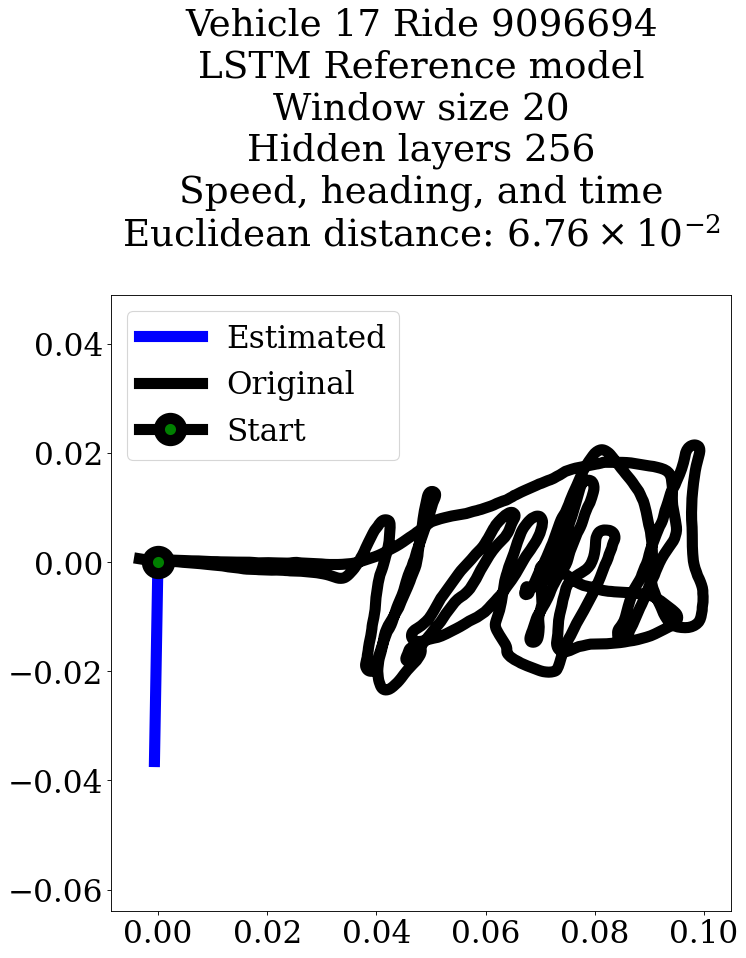 Vehicle 17 Ride 9096694
LSTM Reference model
Window size 20
Hidden layers 256
Speed, heading, and time
Euclidean distance: 6.76 × 10⁻²
Estimated
Original
Start
0.04
0.02
0.00
−0.02
−0.04
−0.06
0.00 0.02 0.04 0.06 0.08 0.10